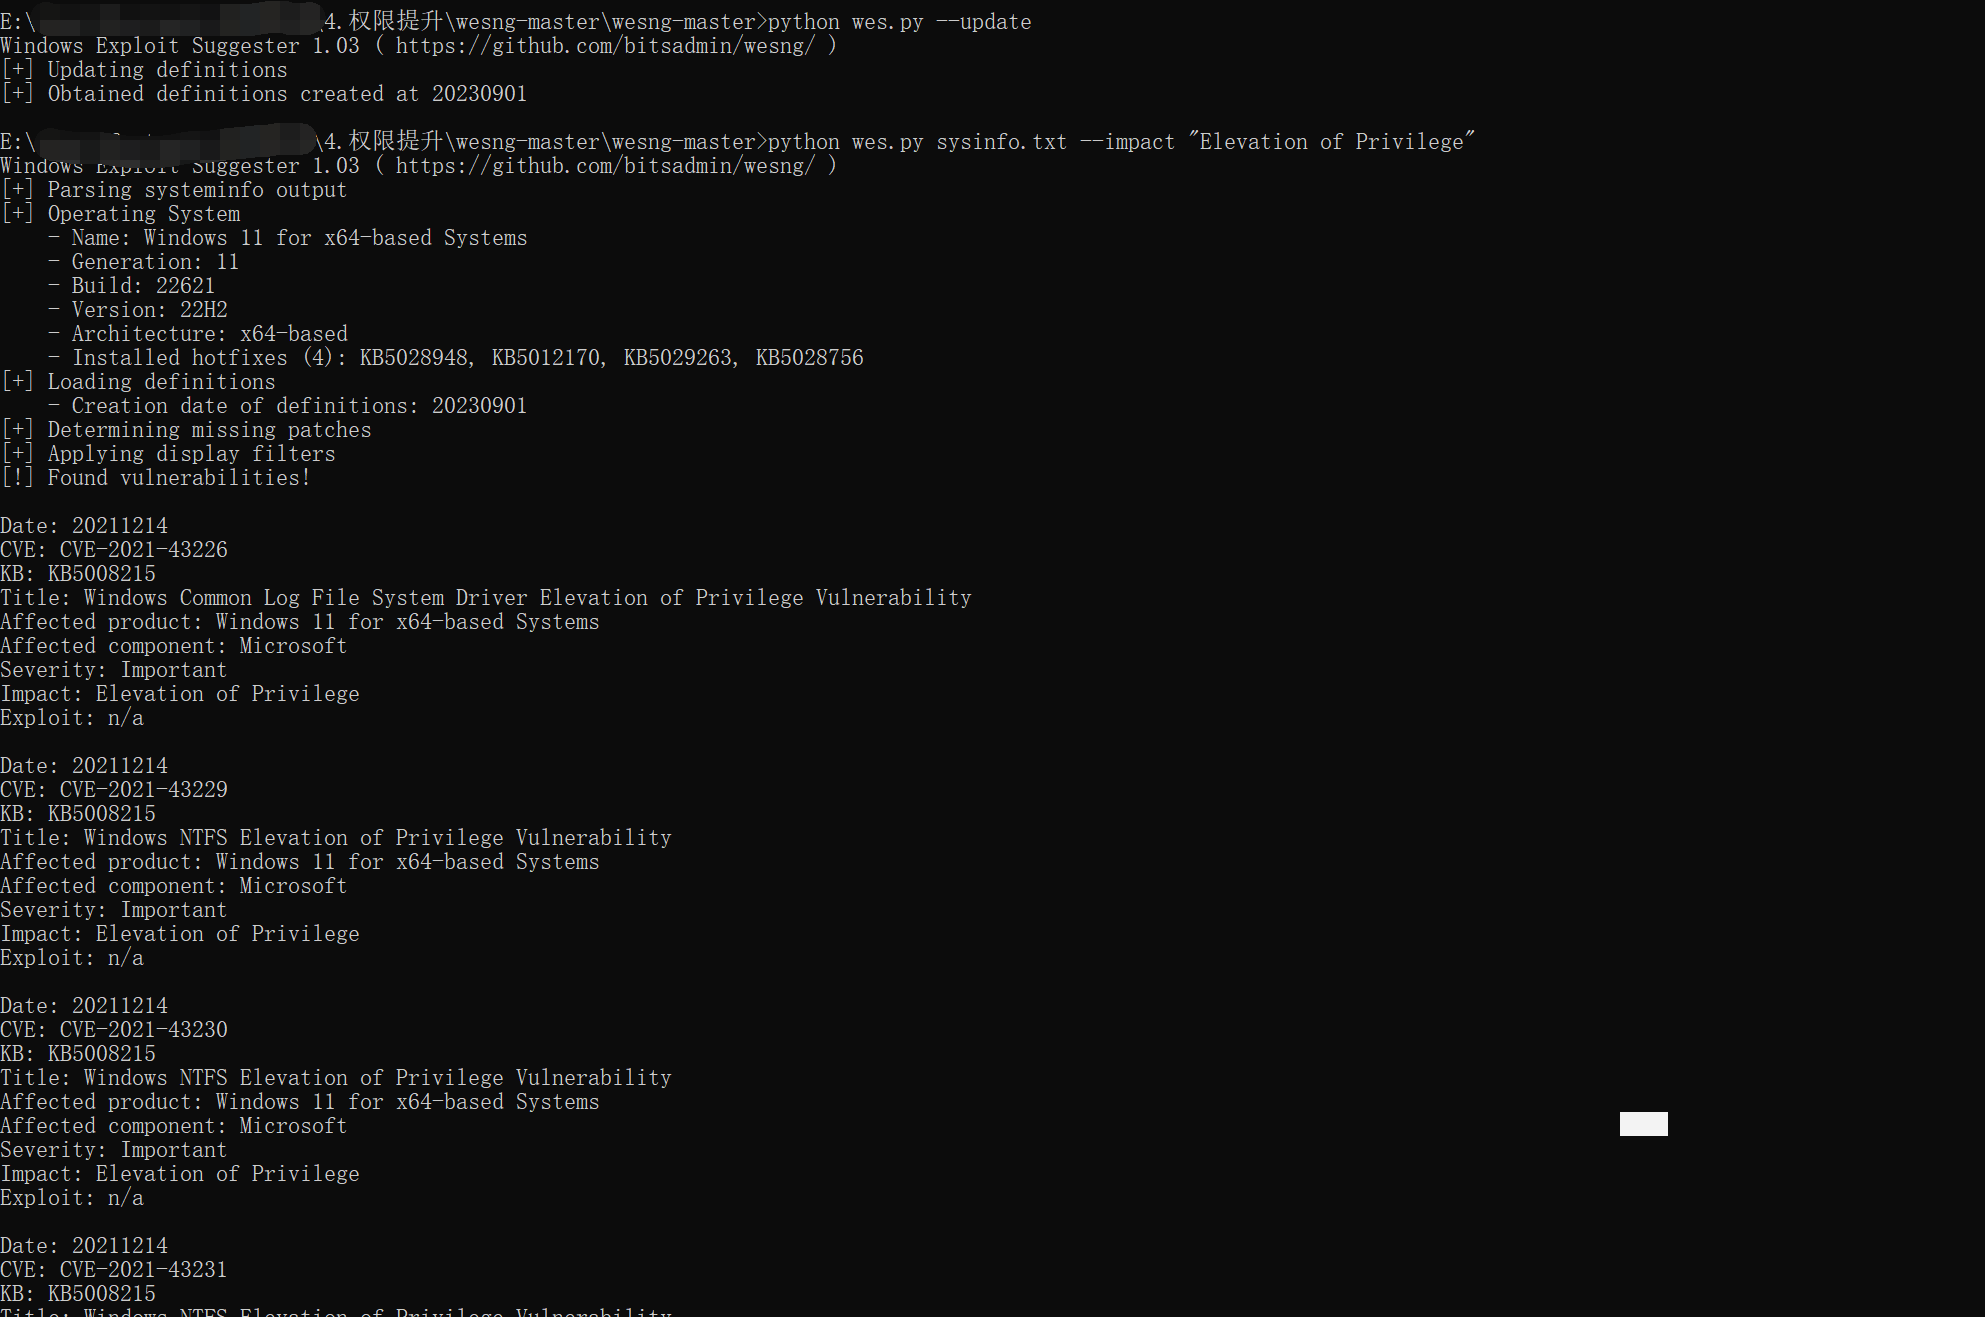 E:\ \4.权限提升\wesng-master\wesng-master>python wes.py --update
Windows Exploit Suggester 1.03 ( https://github.com/bitsadmin/wesng/ )
[+] Updating definitions
[+] Obtained definitions created at 20230901
E:\ \4.权限提升\wesng-master\wesng-master>python wes.py sysinfo.txt --impact "Elevation of Privilege"
Windows Exploit Suggester 1.03 ( https://github.com/bitsadmin/wesng/ )
[+] Parsing systeminfo output
[+] Operating System
- Name: Windows 11 for x64-based Systems
- Generation: 11
- Build: 22621
- Version: 22H2
- Architecture: x64-based
- Installed hotfixes (4): KB5028948, KB5012170, KB5029263, KB5028756
[+] Loading definitions
- Creation date of definitions: 20230901
[+] Determining missing patches
[+] Applying display filters
[!] Found vulnerabilities!
Date: 20211214
CVE: CVE-2021-43226
KB: KB5008215
Title: Windows Common Log File System Driver Elevation of Privilege Vulnerability
Affected product: Windows 11 for x64-based Systems
Affected component: Microsoft
Severity: Important
Impact: Elevation of Privilege
Exploit: n/a
Date: 20211214
CVE: CVE-2021-43229
KB: KB5008215
Title: Windows NTFS Elevation of Privilege Vulnerability
Affected product: Windows 11 for x64-based Systems
Affected component: Microsoft
Severity: Important
Impact: Elevation of Privilege
Exploit: n/a
Date: 20211214
CVE: CVE-2021-43230
KB: KB5008215
Title: Windows NTFS Elevation of Privilege Vulnerability
Affected product: Windows 11 for x64-based Systems
Affected component: Microsoft
Severity: Important
Impact: Elevation of Privilege
Exploit: n/a
Date: 20211214
CVE: CVE-2021-43231
KB: KB5008215
Title: Windows NTFS Elevation of Privilege Vulnerability